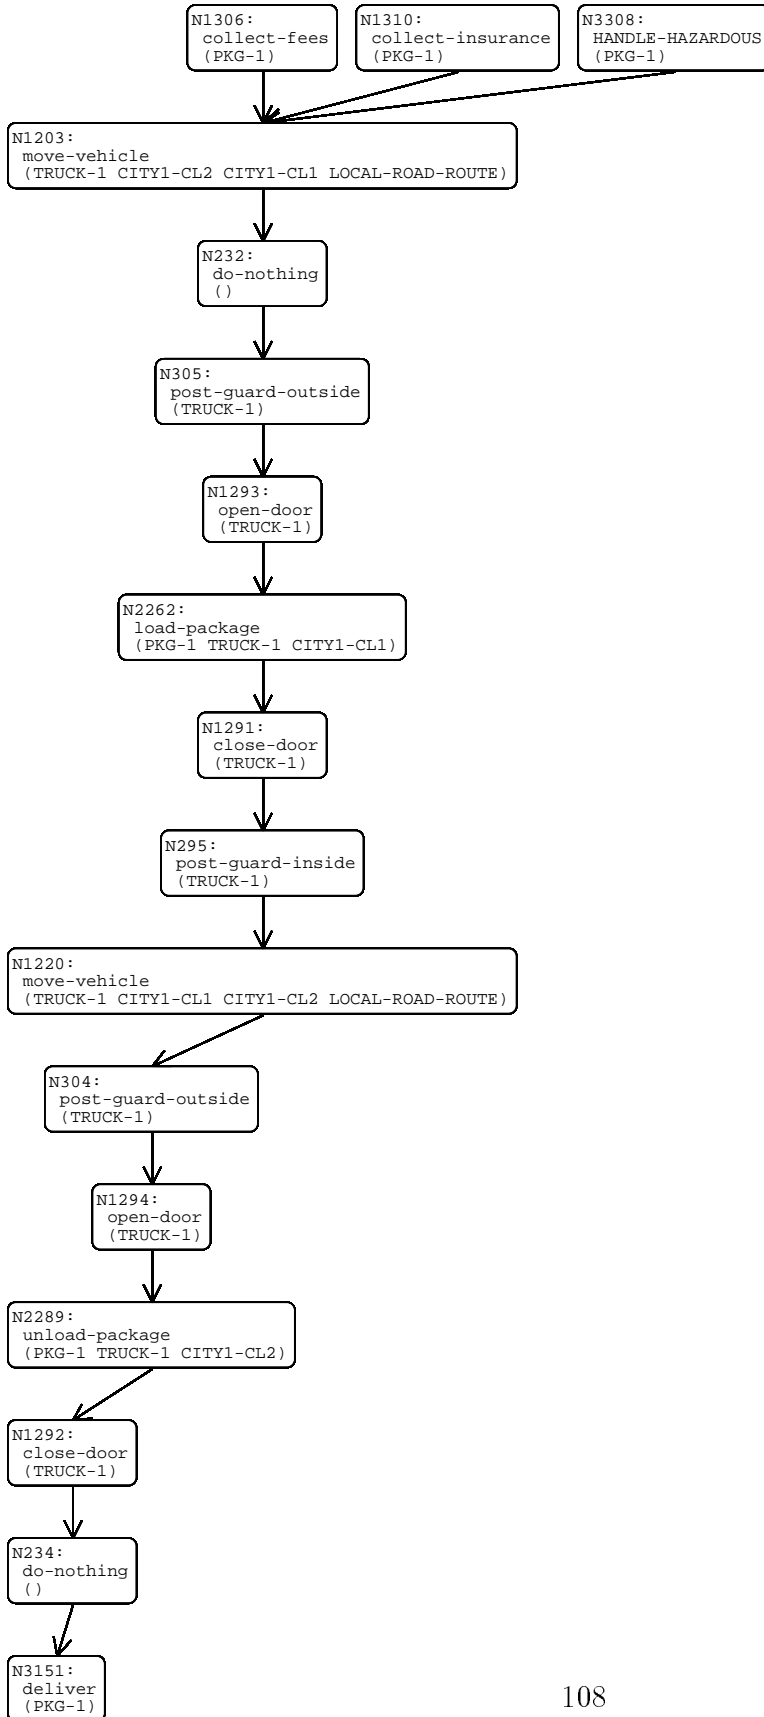 N1306:
collect-fees
(PKG-1)
N1310:
collect-insurance
(PKG-1)
N3308:
HANDLE-HAZARDOUS
(PKG-1)
N1203:
move-vehicle
(TRUCK-1 CITY1-CL2 CITY1-CL1 LOCAL-ROAD-ROUTE)
N232:
do-nothing
()
N305:
post-guard-outside
(TRUCK-1)
N1293:
open-door
(TRUCK-1)
N2262:
load-package
(PKG-1 TRUCK-1 CITY1-CL1)
N1291:
close-door
(TRUCK-1)
N295:
post-guard-inside
(TRUCK-1)
N1220:
move-vehicle
(TRUCK-1 CITY1-CL1 CITY1-CL2 LOCAL-ROAD-ROUTE)
N304:
post-guard-outside
(TRUCK-1)
N1294:
open-door
(TRUCK-1)
N2289:
unload-package
(PKG-1 TRUCK-1 CITY1-CL2)
N1292:
close-door
(TRUCK-1)
N234:
do-nothing
()
N3151:
deliver
(PKG-1)
108